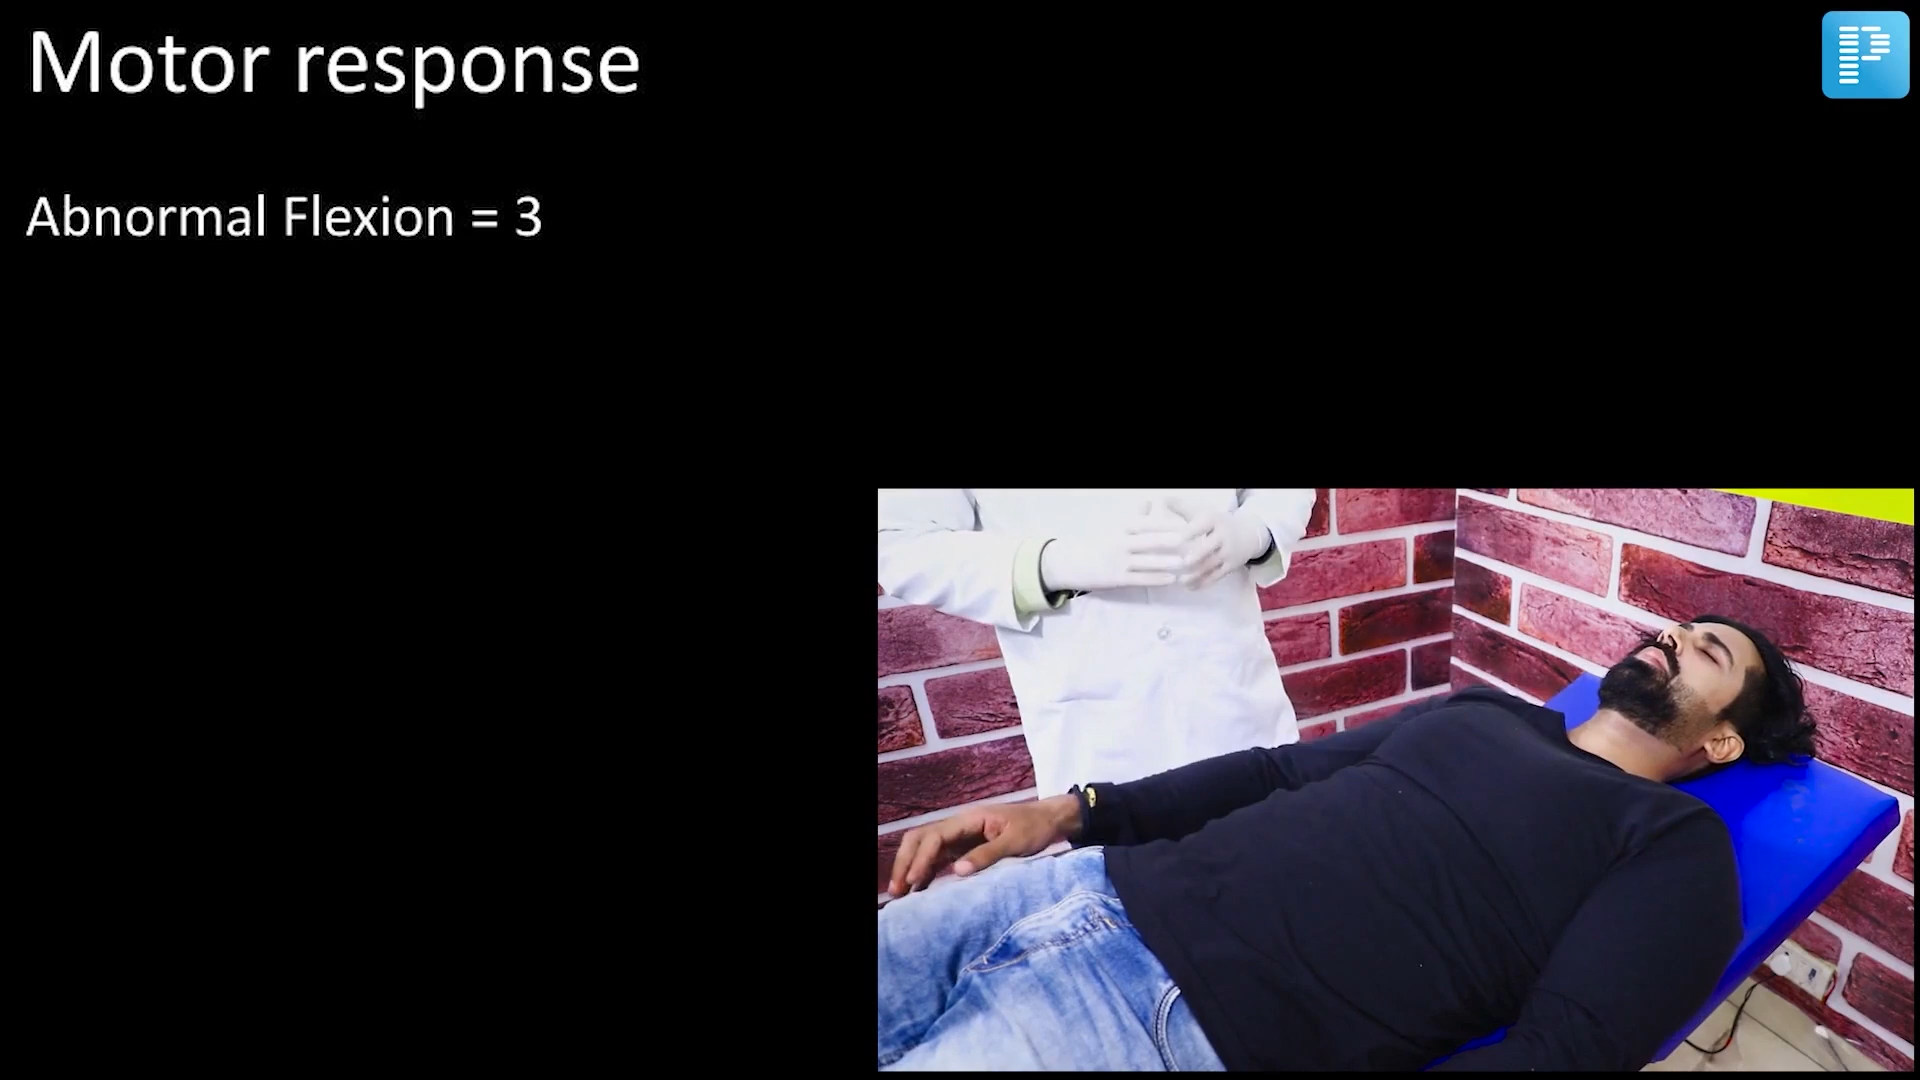 Motor response
Abnormal Flexion = 3